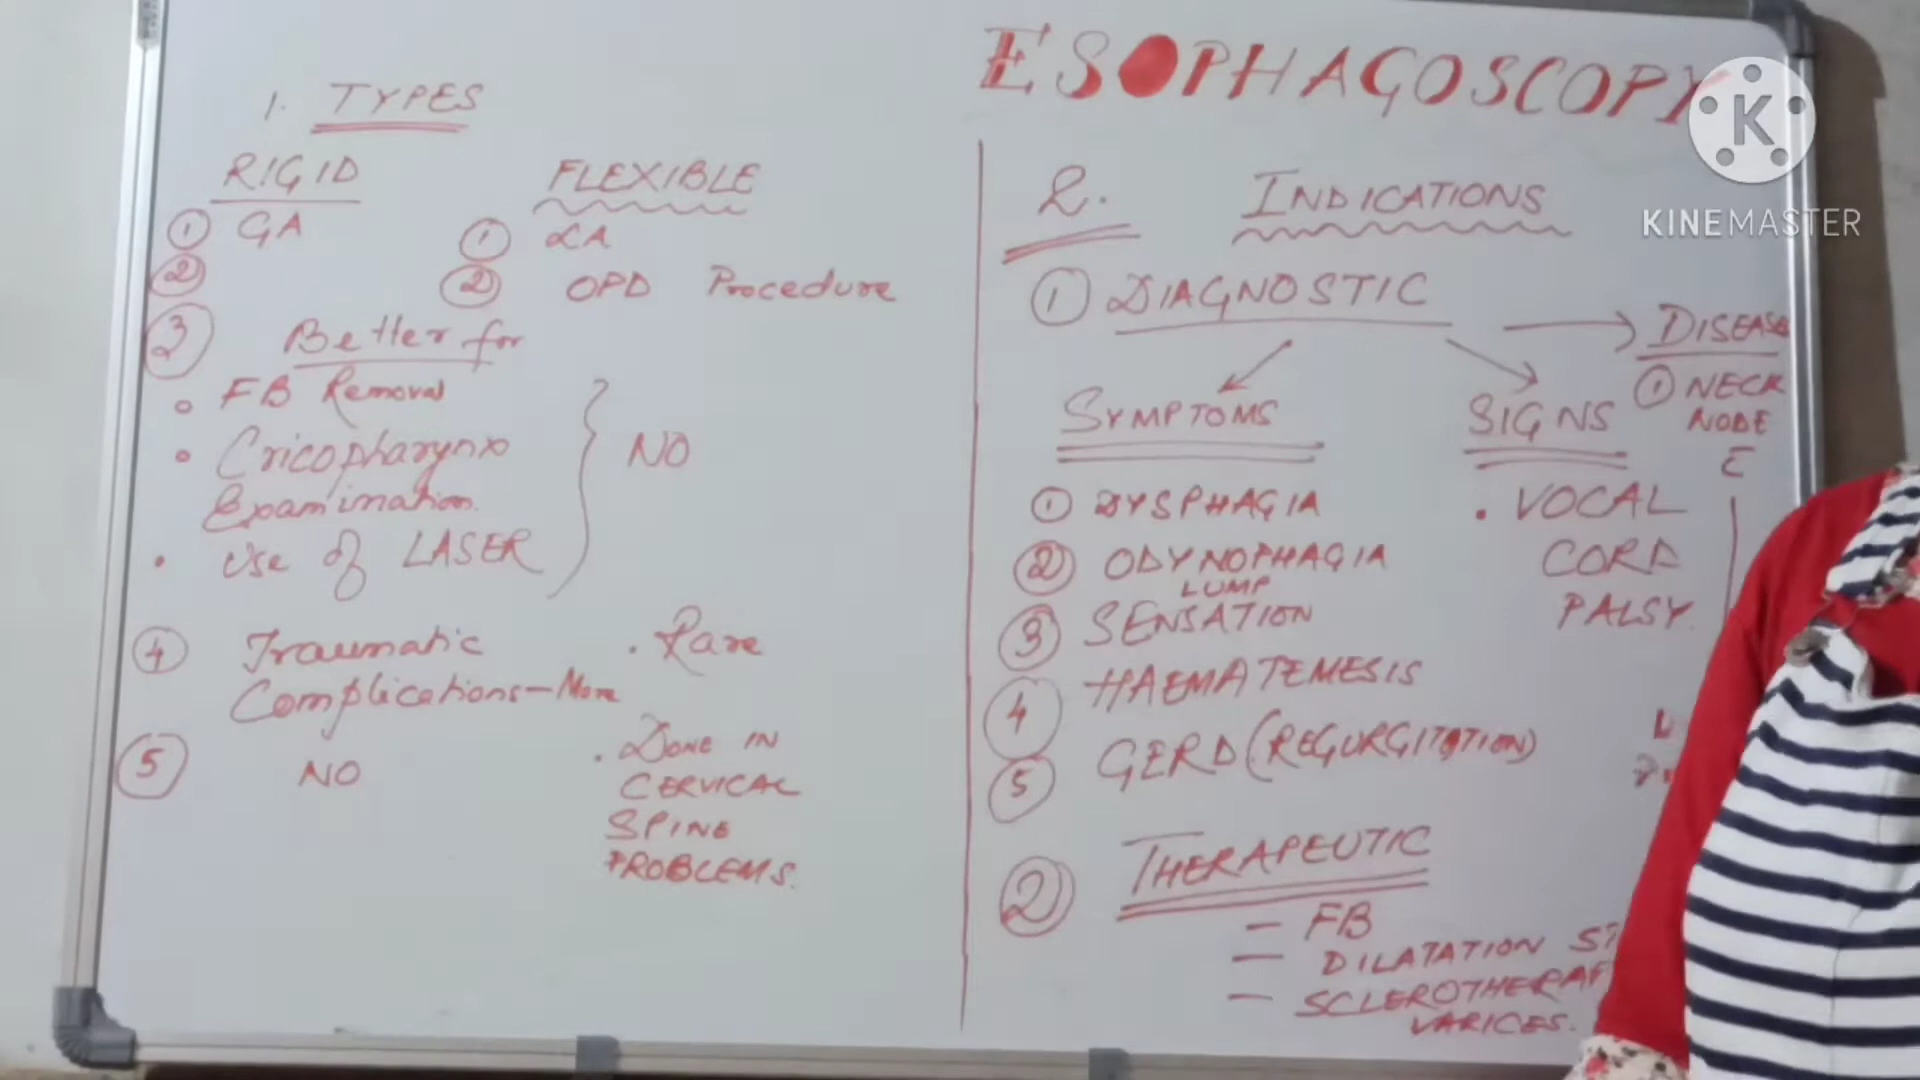 ESOPHAGOSCOPY
K
KINEMASTER
1. TYPES
RIGID
FLEXIBLE
① GA
① LA
②
② OPD Procedure
③ Better for
• FB Removal
• Cricopharynx
Examination.
• Use of LASER
NO
④ Traumatic
Complications - More
• Rare
⑤ NO
• DONE IN
CERVICAL
SPINE
PROBLEMS.
2. INDICATIONS
① DIAGNOSTIC
→ DISEASE
① NECK
NODE
SYMPTOMS
① DYSPHAGIA
② ODYNOPHAGIA
LUMP
③ SENSATION
④ HAEMATEMESIS
⑤ GERD (REGURGITATION)
SIGNS
• VOCAL
CORD
PALSY.
② THERAPEUTIC
— FB
— DILATATION
— SCLEROTHERAP
VARICES.